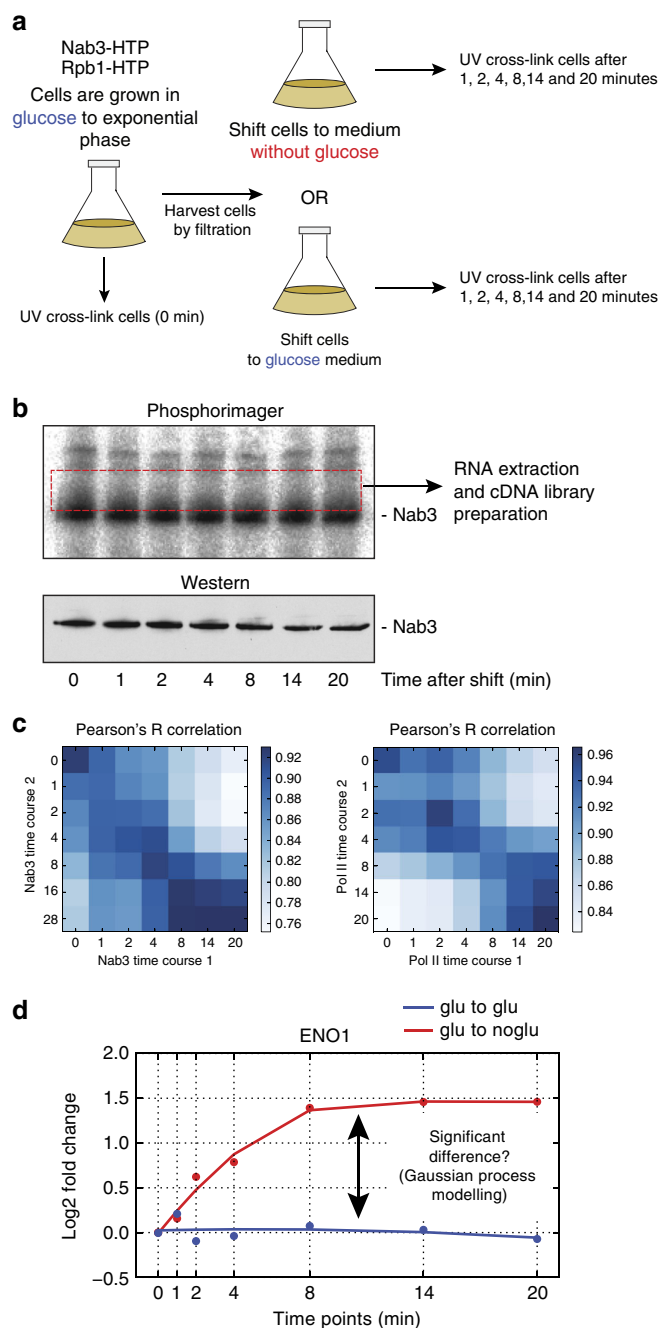 a
Nab3-HTP
Rpb1-HTP
Cells are grown in
glucose to exponential
phase
UV cross-link cells (0 min)
Harvest cells
by filtration
Shift cells to medium
without glucose
OR
Shift cells
to glucose medium
UV cross-link cells after
1, 2, 4, 8,14 and 20 minutes
UV cross-link cells after
1, 2, 4, 8,14 and 20 minutes
b
Phosphorimager
- Nab3
RNA extraction
and cDNA library
preparation
Western
- Nab3
0 1 2 4 8 14 20 Time after shift (min)
c
Pearson's R correlation
Nab3 time course 2
0
1
2
4
8
16
28
0 1 2 4 8 14 20
Nab3 time course 1
0.92
0.90
0.88
0.86
0.84
0.82
0.80
0.78
0.76
Pearson's R correlation
Pol II time course 2
0
1
2
4
8
14
20
0 1 2 4 8 14 20
Pol II time course 1
0.96
0.94
0.92
0.90
0.88
0.86
0.84
d
glu to glu
glu to noglu
ENO1
Log2 fold change
2.0
1.5
1.0
0.5
0.0
−0.5
Significant
difference?
(Gaussian process
modelling)
0 1 2 4 8 14 20
Time points (min)